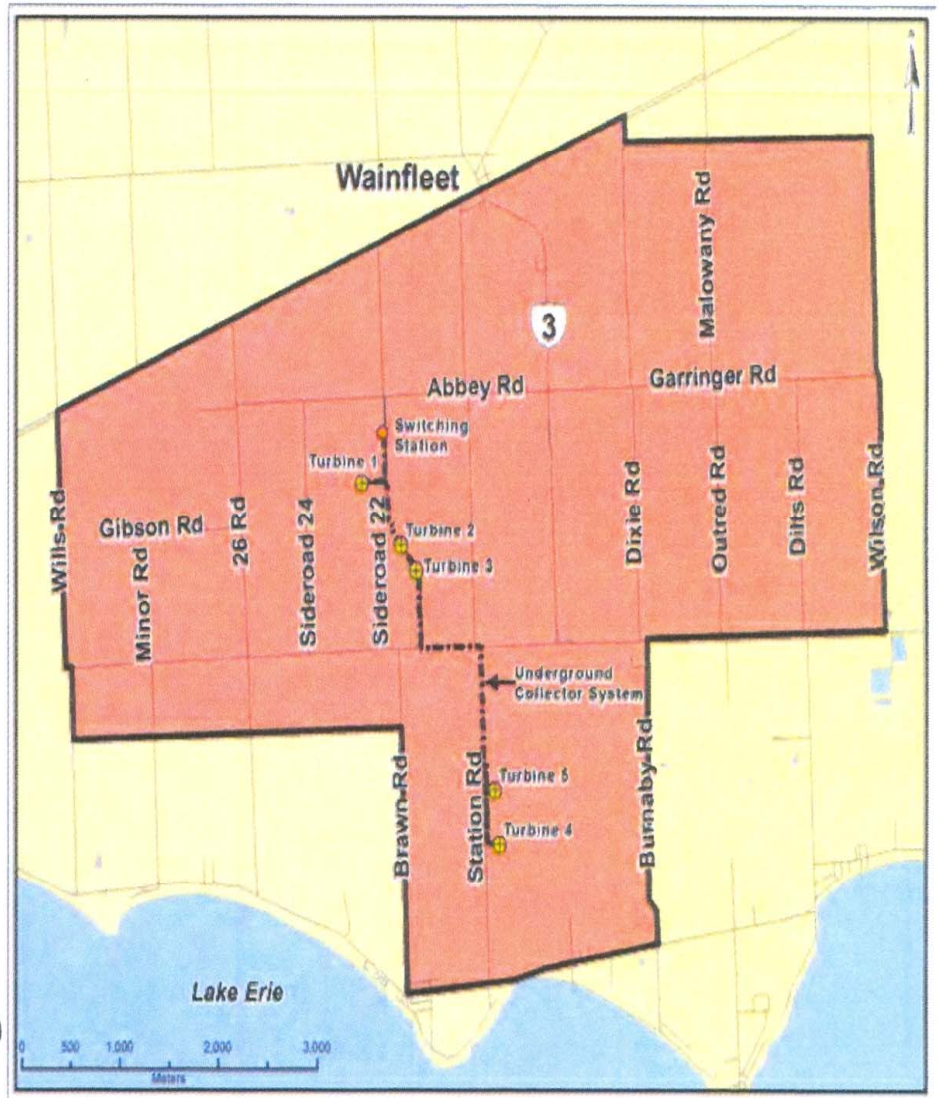 Wainfleet
Malowany Rd
3
Abbey Rd
Garringer Rd
Switching
Station
Turbine 1
Wills Rd
Gibson Rd
Minor Rd
26 Rd
Sideroad 24
Sideroad 22
Turbine 2
Turbine 3
Dixie Rd
Outred Rd
Dilts Rd
Wilson Rd
Underground
Collector System
Brawn Rd
Station Rd
Turbine 5
Turbine 4
Burnaby Rd
Lake Erie
0 500 1,000 2,000 3,000
Meters